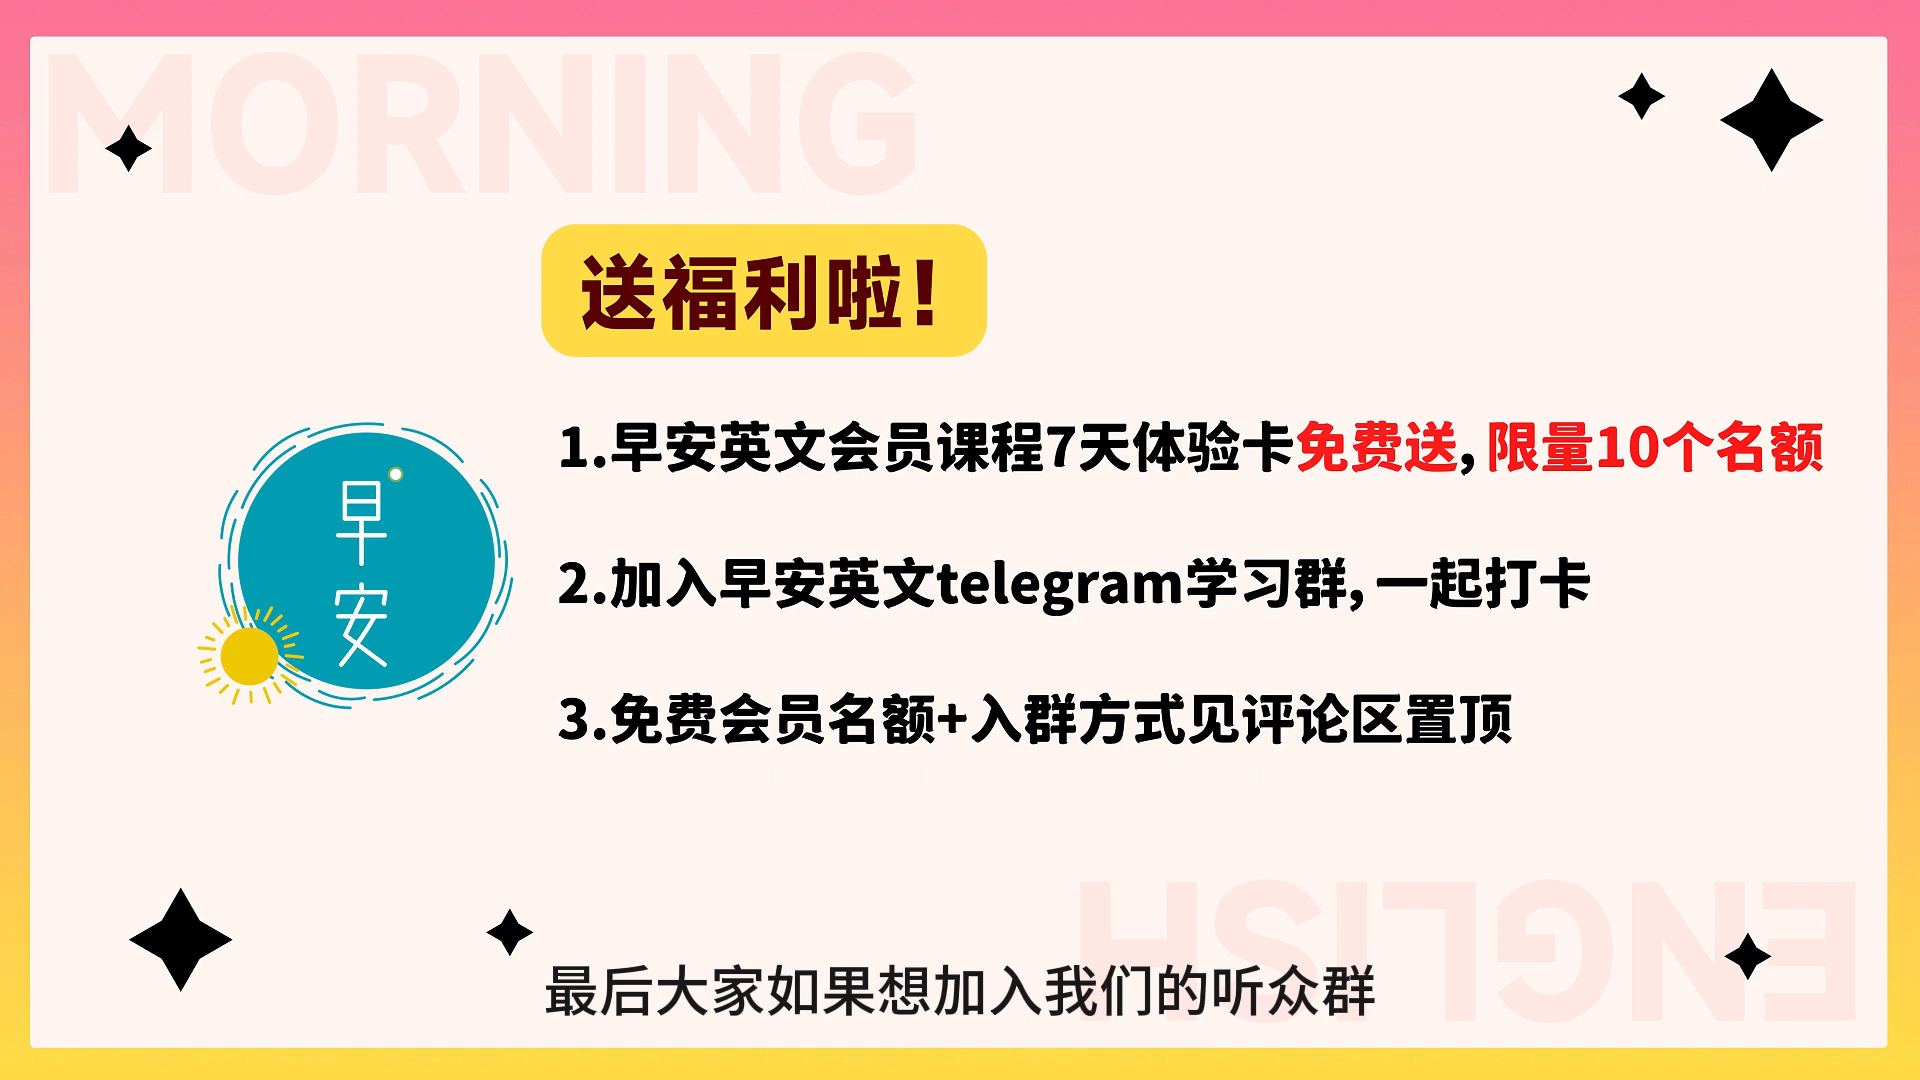 MORNING
送福利啦!
1.早安英文会员课程7天体验卡免费送, 限量10个名额
早安
2.加入早安英文telegram学习群, 一起打卡
3.免费会员名额+入群方式见评论区置顶
ENGLISH
最后大家如果想加入我们的听众群